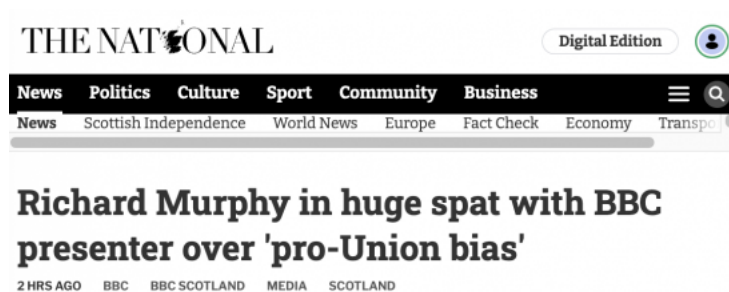 THE NATIONAL
Digital Edition
News Politics Culture Sport Community Business
News Scottish Independence World News Europe Fact Check Economy
Richard Murphy in huge spat with BBC
presenter over 'pro-Union bias'
2 HRS AGO BBC BBC SCOTLAND MEDIA SCOTLAND